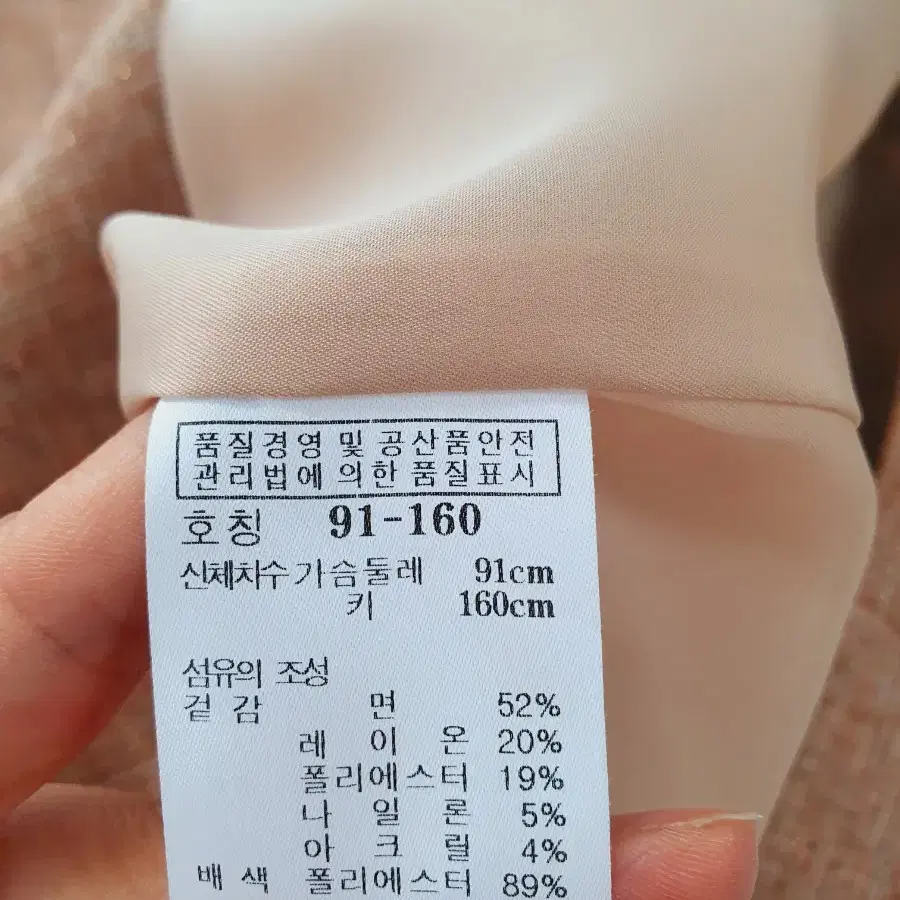 품질경영 및 공산품안전
관리법에 의한 품질표시
호칭 91-160
신체치수 가슴둘레 91cm
키 160cm
섬유의 조성
겉감 면 52%
레이온 20%
폴리에스터 19%
나일론 5%
아크릴 4%
배색 폴리에스터 89%